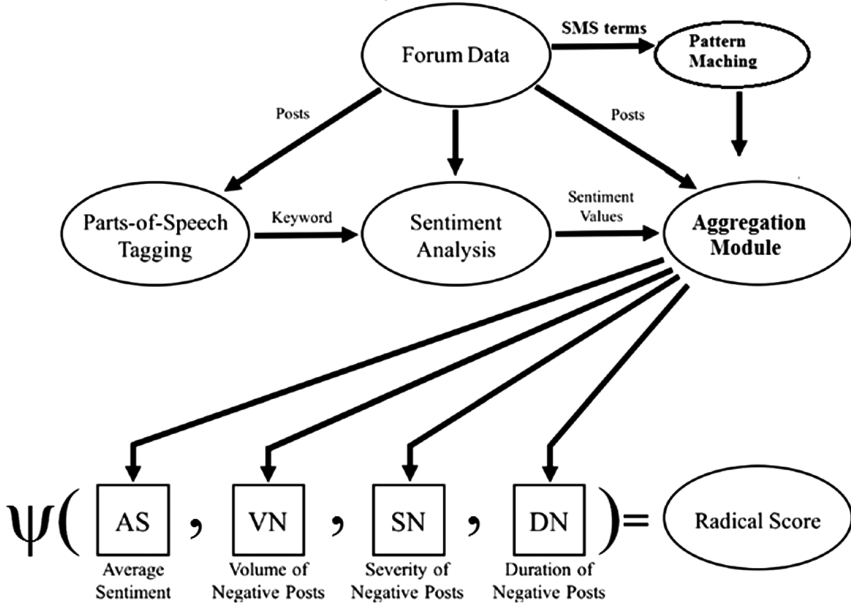 Forum Data
SMS terms
Pattern
Maching
Posts
Posts
Parts-of-Speech
Tagging
Keyword
Sentiment
Analysis
Sentiment
Values
Aggregation
Module
ψ( AS , VN , SN , DN )= Radical Score
Average
Sentiment
Volume of
Negative Posts
Severity of
Negative Posts
Duration of
Negative Posts